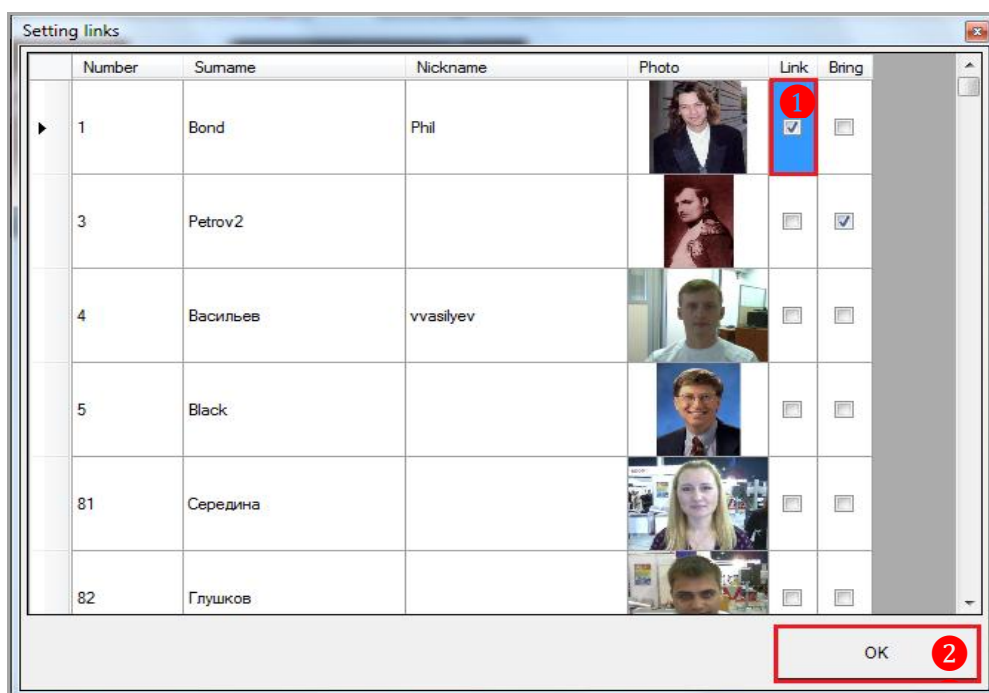 Setting links
Number Surname Nickname Photo Link Bring
1 Bond Phil 1
3 Petrov2
4 Васильев vvasilyev
5 Black
81 Середина
82 Глушков
OK 2